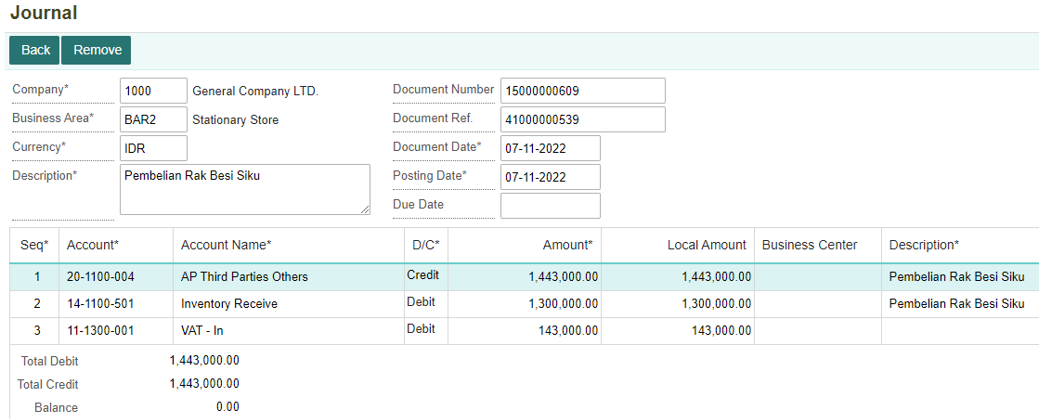 Journal
Back Remove
Company* 1000 General Company LTD. Document Number 15000000609
Business Area* BAR2 Stationary Store Document Ref. 41000000539
Currency* IDR Document Date* 07-11-2022
Description* Pembelian Rak Besi Siku Posting Date* 07-11-2022
Due Date
Seq* Account* Account Name* D/C* Amount* Local Amount Business Center Description*
1 20-1100-004 AP Third Parties Others Credit 1,443,000.00 1,443,000.00 Pembelian Rak Besi Siku
2 14-1100-501 Inventory Receive Debit 1,300,000.00 1,300,000.00 Pembelian Rak Besi Siku
3 11-1300-001 VAT - In Debit 143,000.00 143,000.00
Total Debit 1,443,000.00
Total Credit 1,443,000.00
Balance 0.00